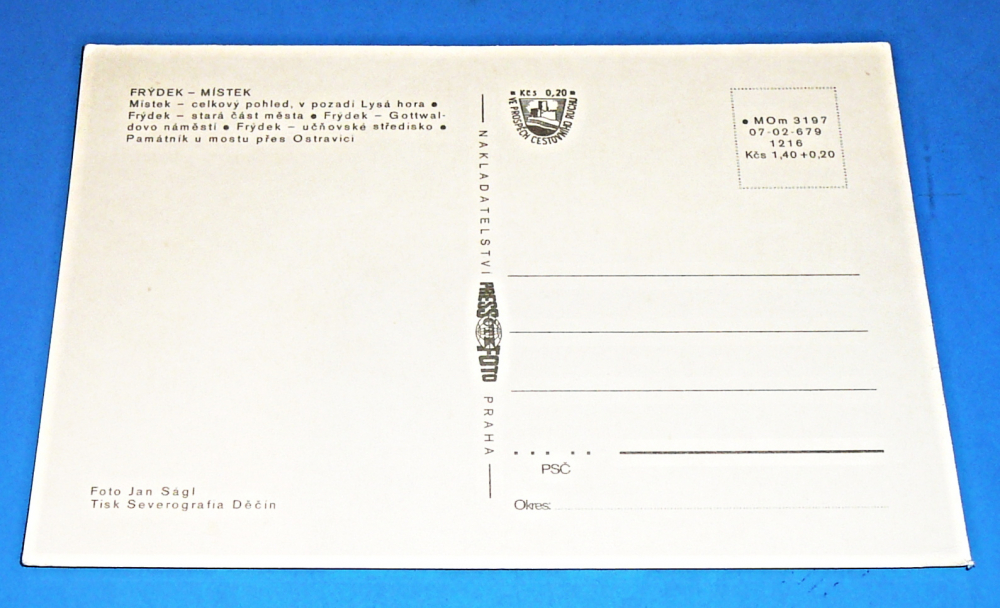 FRÝDEK – MÍSTEK
Místek – celkový pohled, v pozadí Lysá hora •
Frýdek – stará část města • Frýdek – Gottwal-
dovo náměstí • Frýdek – učňovské středisko •
Památník u mostu přes Ostravici
Foto Jan Ságl
Tisk Severografia Děčín
NAKLADATELSTVÍ
PRESSFOTO
ČTK
PRAHA
Kčs 0,20
VE PROSPĚCH CESTOVNÍHO RUCHU
• MOm 3197
07-02-679
1216
Kčs 1,40+0,20
PSČ
Okres: